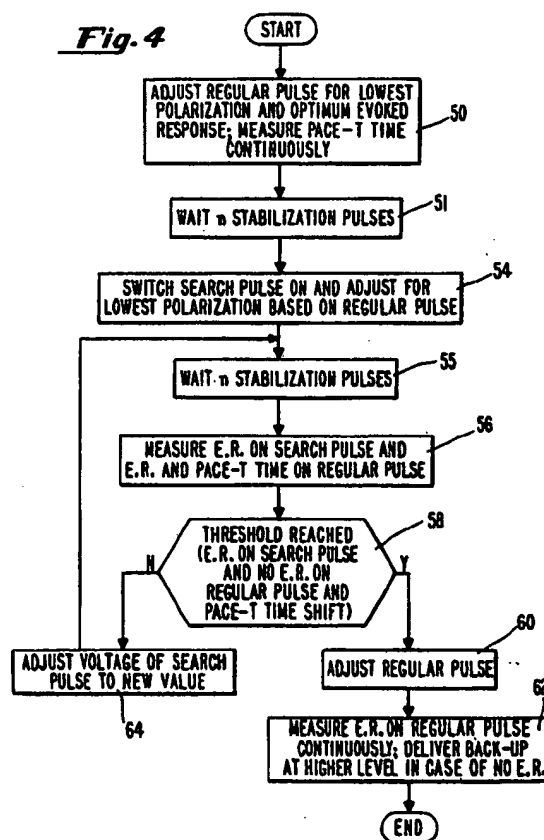 Fig. 4
START
ADJUST REGULAR PULSE FOR LOWEST
POLARIZATION AND OPTIMUM EVOKED
RESPONSE; MEASURE PACE-T TIME
CONTINUOUSLY
50
WAIT n STABILIZATION PULSES
51
SWITCH SEARCH PULSE ON AND ADJUST FOR
LOWEST POLARIZATION BASED ON REGULAR PULSE
54
WAIT n STABILIZATION PULSES
55
MEASURE E.R. ON SEARCH PULSE AND
E.R. AND PACE-T TIME ON REGULAR PULSE
56
THRESHOLD REACHED
(E.R. ON SEARCH PULSE
AND NO E.R. ON
REGULAR PULSE AND
PACE-T TIME SHIFT)
58
N
Y
ADJUST VOLTAGE OF SEARCH
PULSE TO NEW VALUE
64
ADJUST REGULAR PULSE
60
MEASURE E.R. ON REGULAR PULSE
CONTINUOUSLY; DELIVER BACK-UP
AT HIGHER LEVEL IN CASE OF NO E.R.
62
END